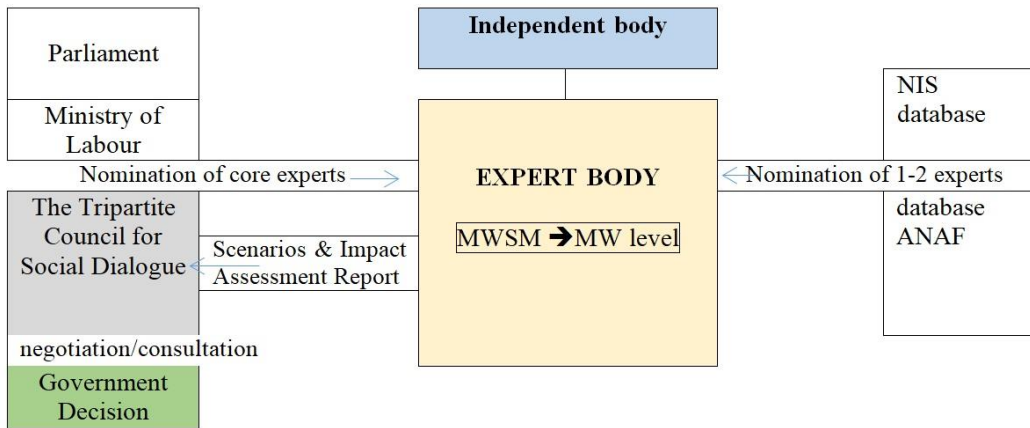 Parliament
Ministry of
Labour
Nomination of core experts
The Tripartite
Council for
Social Dialogue
Scenarios & Impact
Assessment Report
negotiation/consultation
Government
Decision
Independent body
EXPERT BODY
MWSM ➔MW level
NIS
database
Nomination of 1-2 experts
database
ANAF